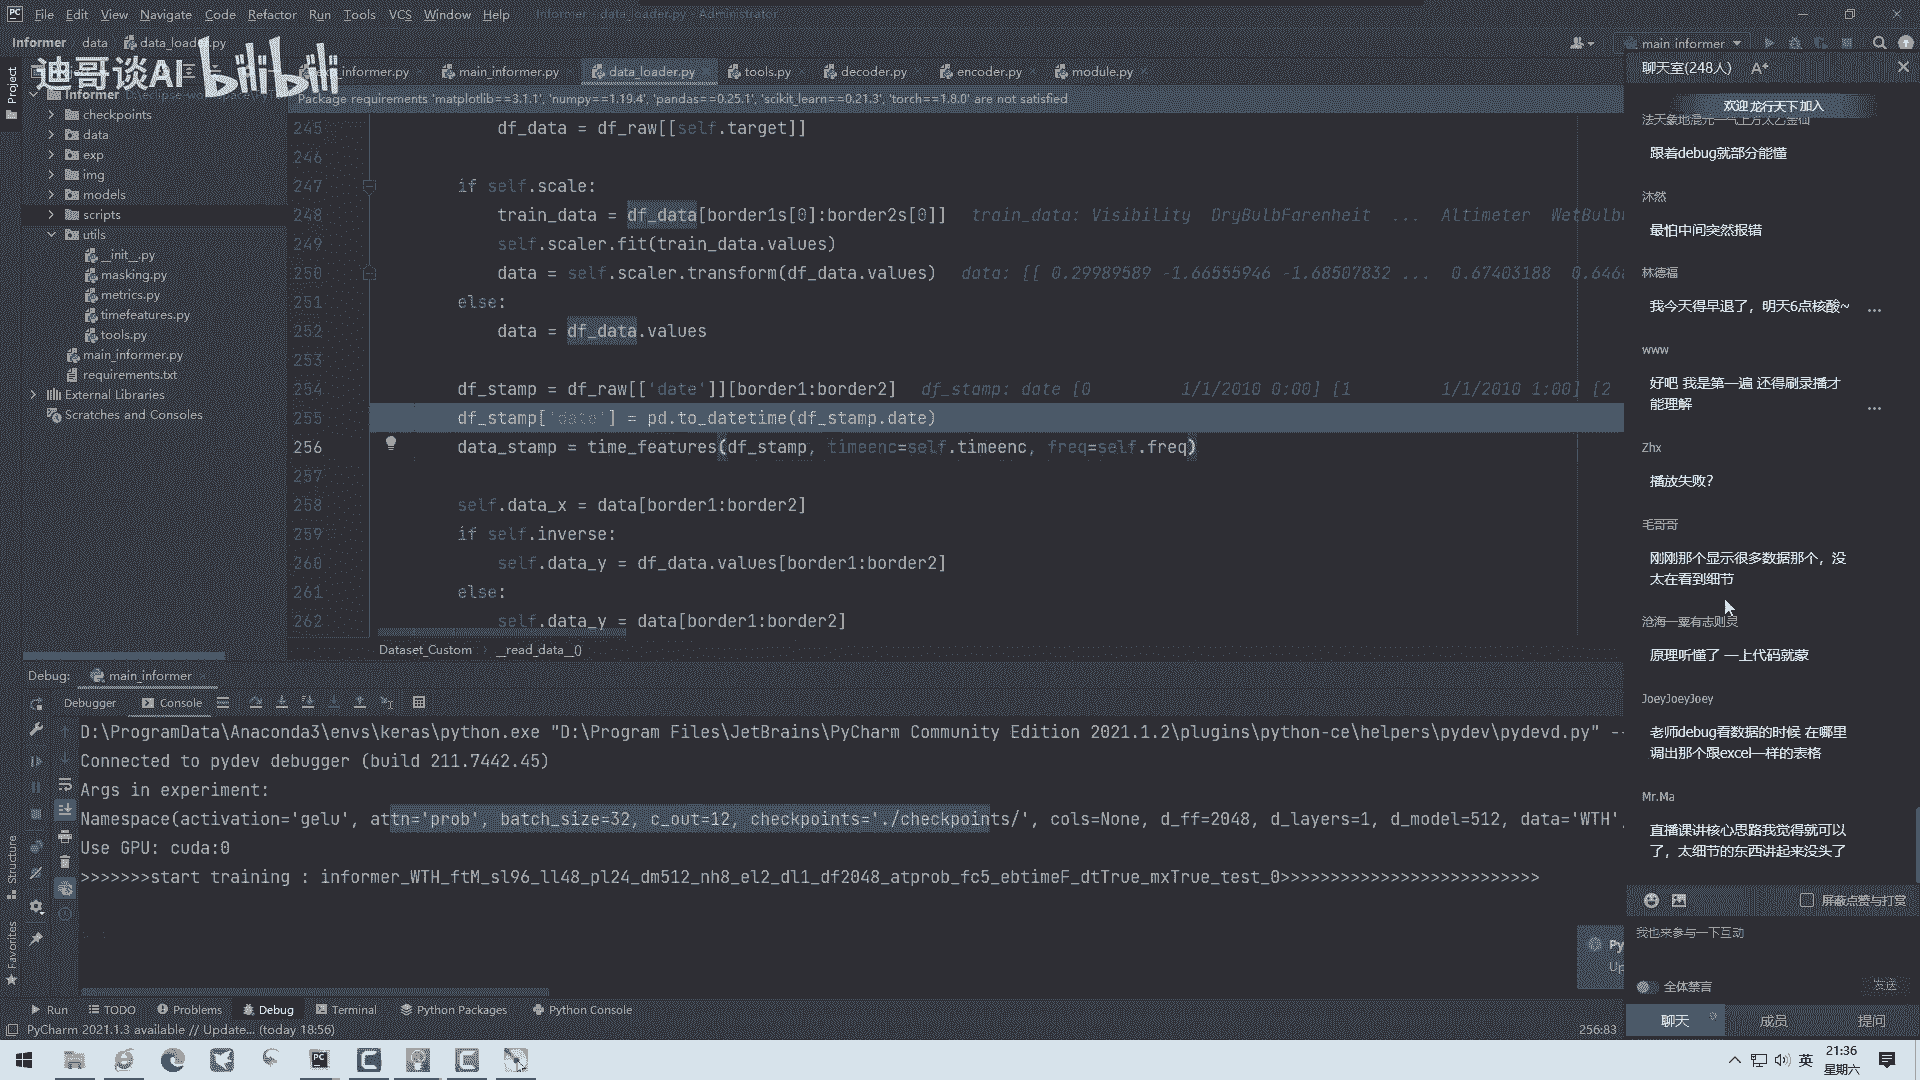 File Edit View Navigate Code Refactor Run Tools VCS Window Help Informer - data_loader.py - Administrator
Informer data data_loader.py main_informer
迪哥谈AI bilibili
Project
_informer.py main_informer.py data_loader.py tools.py decoder.py encoder.py module.py
Package requirements 'matplotlib==3.1.1', 'numpy==1.19.4', 'pandas==0.25.1', 'scikit_learn==0.21.3', 'torch==1.8.0' are not satisfied
Informer
checkpoints
data
exp
img
models
scripts
utils
__init__.py
masking.py
metrics.py
timefeatures.py
tools.py
main_informer.py
requirements.txt
External Libraries
Scratches and Consoles
245 df_data = df_raw[[self.target]]
246
247 if self.scale:
248 train_data = df_data[border1s[0]:border2s[0]] train_data: Visibility DryBulbFarenheit ... Altimeter WetBulb
249 self.scaler.fit(train_data.values)
250 data = self.scaler.transform(df_data.values) data: [[ 0.29989589 -1.66555946 -1.68507832 ... 0.67403188 0.646
251 else:
252 data = df_data.values
253
254 df_stamp = df_raw[['date']][border1:border2] df_stamp: date [0 1/1/2010 0:00] [1 1/1/2010 1:00] [2
255 df_stamp['date'] = pd.to_datetime(df_stamp.date)
256 data_stamp = time_features(df_stamp, timeenc=self.timeenc, freq=self.freq)
257
258 self.data_x = data[border1:border2]
259 if self.inverse:
260 self.data_y = df_data.values[border1:border2]
261 else:
262 self.data_y = data[border1:border2]
Dataset_Custom __read_data__()
Debug: main_informer
Debugger Console
D:\ProgramData\Anaconda3\envs\keras\python.exe "D:\Program Files\JetBrains\PyCharm Community Edition 2021.1.2\plugins\python-ce\helpers\pydev\pydevd.py" --
Connected to pydev debugger (build 211.7442.45)
Args in experiment:
Namespace(activation='gelu', attn='prob', batch_size=32, c_out=12, checkpoints='./checkpoints/', cols=None, d_ff=2048, d_layers=1, d_model=512, data='WTH',
Use GPU: cuda:0
>>>>>>>start training : informer_WTH_ftM_sl96_ll48_pl24_dm512_nh8_el2_dl1_df2048_atprob_fc5_ebtimeF_dtTrue_mxTrue_test_0>>>>>>>>>>>>>>>>>>>>>>>>>>
Structure
Favorites
Py
Up
Run TODO Problems Debug Terminal Python Packages Python Console
PyCharm 2021.1.3 available // Update... (today 18:56) 256:83
聊天室(248人) A+
欢迎 龙行天下 加入
跟着debug就部分能懂
沐然
最怕中间突然报错
林德福
我今天得早退了，明天6点核酸~ ...
www
好吧 我是第一遍 还得刷录播才
能理解 ...
Zhx
播放失败?
毛哥哥
刚刚那个显示很多数据那个，没
太在看到细节
沧海一粟有志则灵
原理听懂了 一上代码就蒙
JoeyJoeyJoey
老师debug看数据的时候 在哪里
调出那个跟excel一样的表格
Mr.Ma
直播课讲核心思路我觉得就可以
了，太细节的东西讲起来没头了
屏蔽点赞与打赏
我也来参与一下互动
全体禁言 发送
聊天 成员 提问
英 21:36
星期六